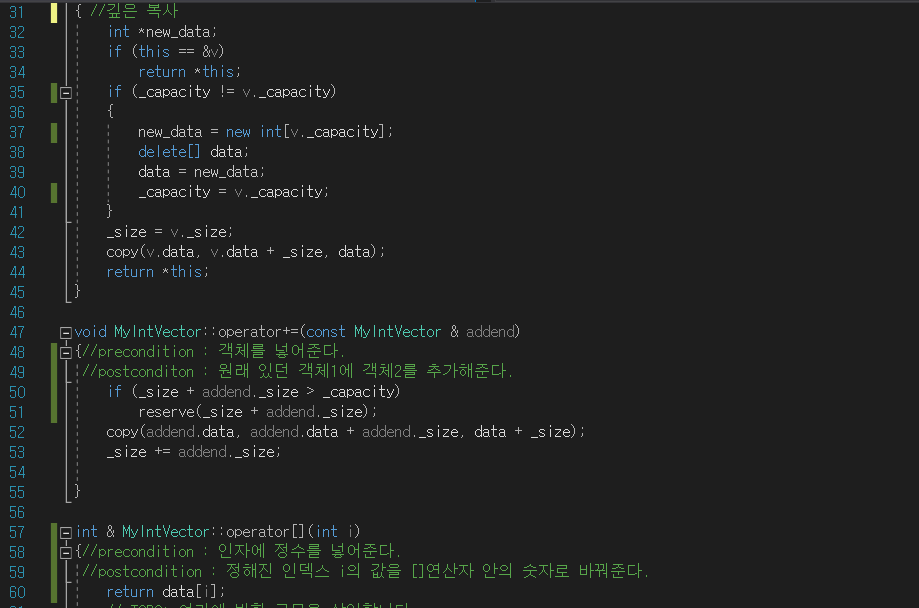 31 { //깊은 복사
32 int *new_data;
33 if (this == &v)
34 return *this;
35 if (_capacity != v._capacity)
36 {
37 new_data = new int[v._capacity];
38 delete[] data;
39 data = new_data;
40 _capacity = v._capacity;
41 }
42 _size = v._size;
43 copy(v.data, v.data + _size, data);
44 return *this;
45 }
46
47 void MyIntVector::operator+=(const MyIntVector & addend)
48 {//precondition : 객체를 넣어준다.
49 //postconditon : 원래 있던 객체1에 객체2를 추가해준다.
50 if (_size + addend._size > _capacity)
51 reserve(_size + addend._size);
52 copy(addend.data, addend.data + addend._size, data + _size);
53 _size += addend._size;
54
55 }
56
57 int & MyIntVector::operator[](int i)
58 {//precondition : 인자에 정수를 넣어준다.
59 //postcondition : 정해진 인덱스 i의 값을 []연산자 안의 숫자로 바꿔준다.
60 return data[i];